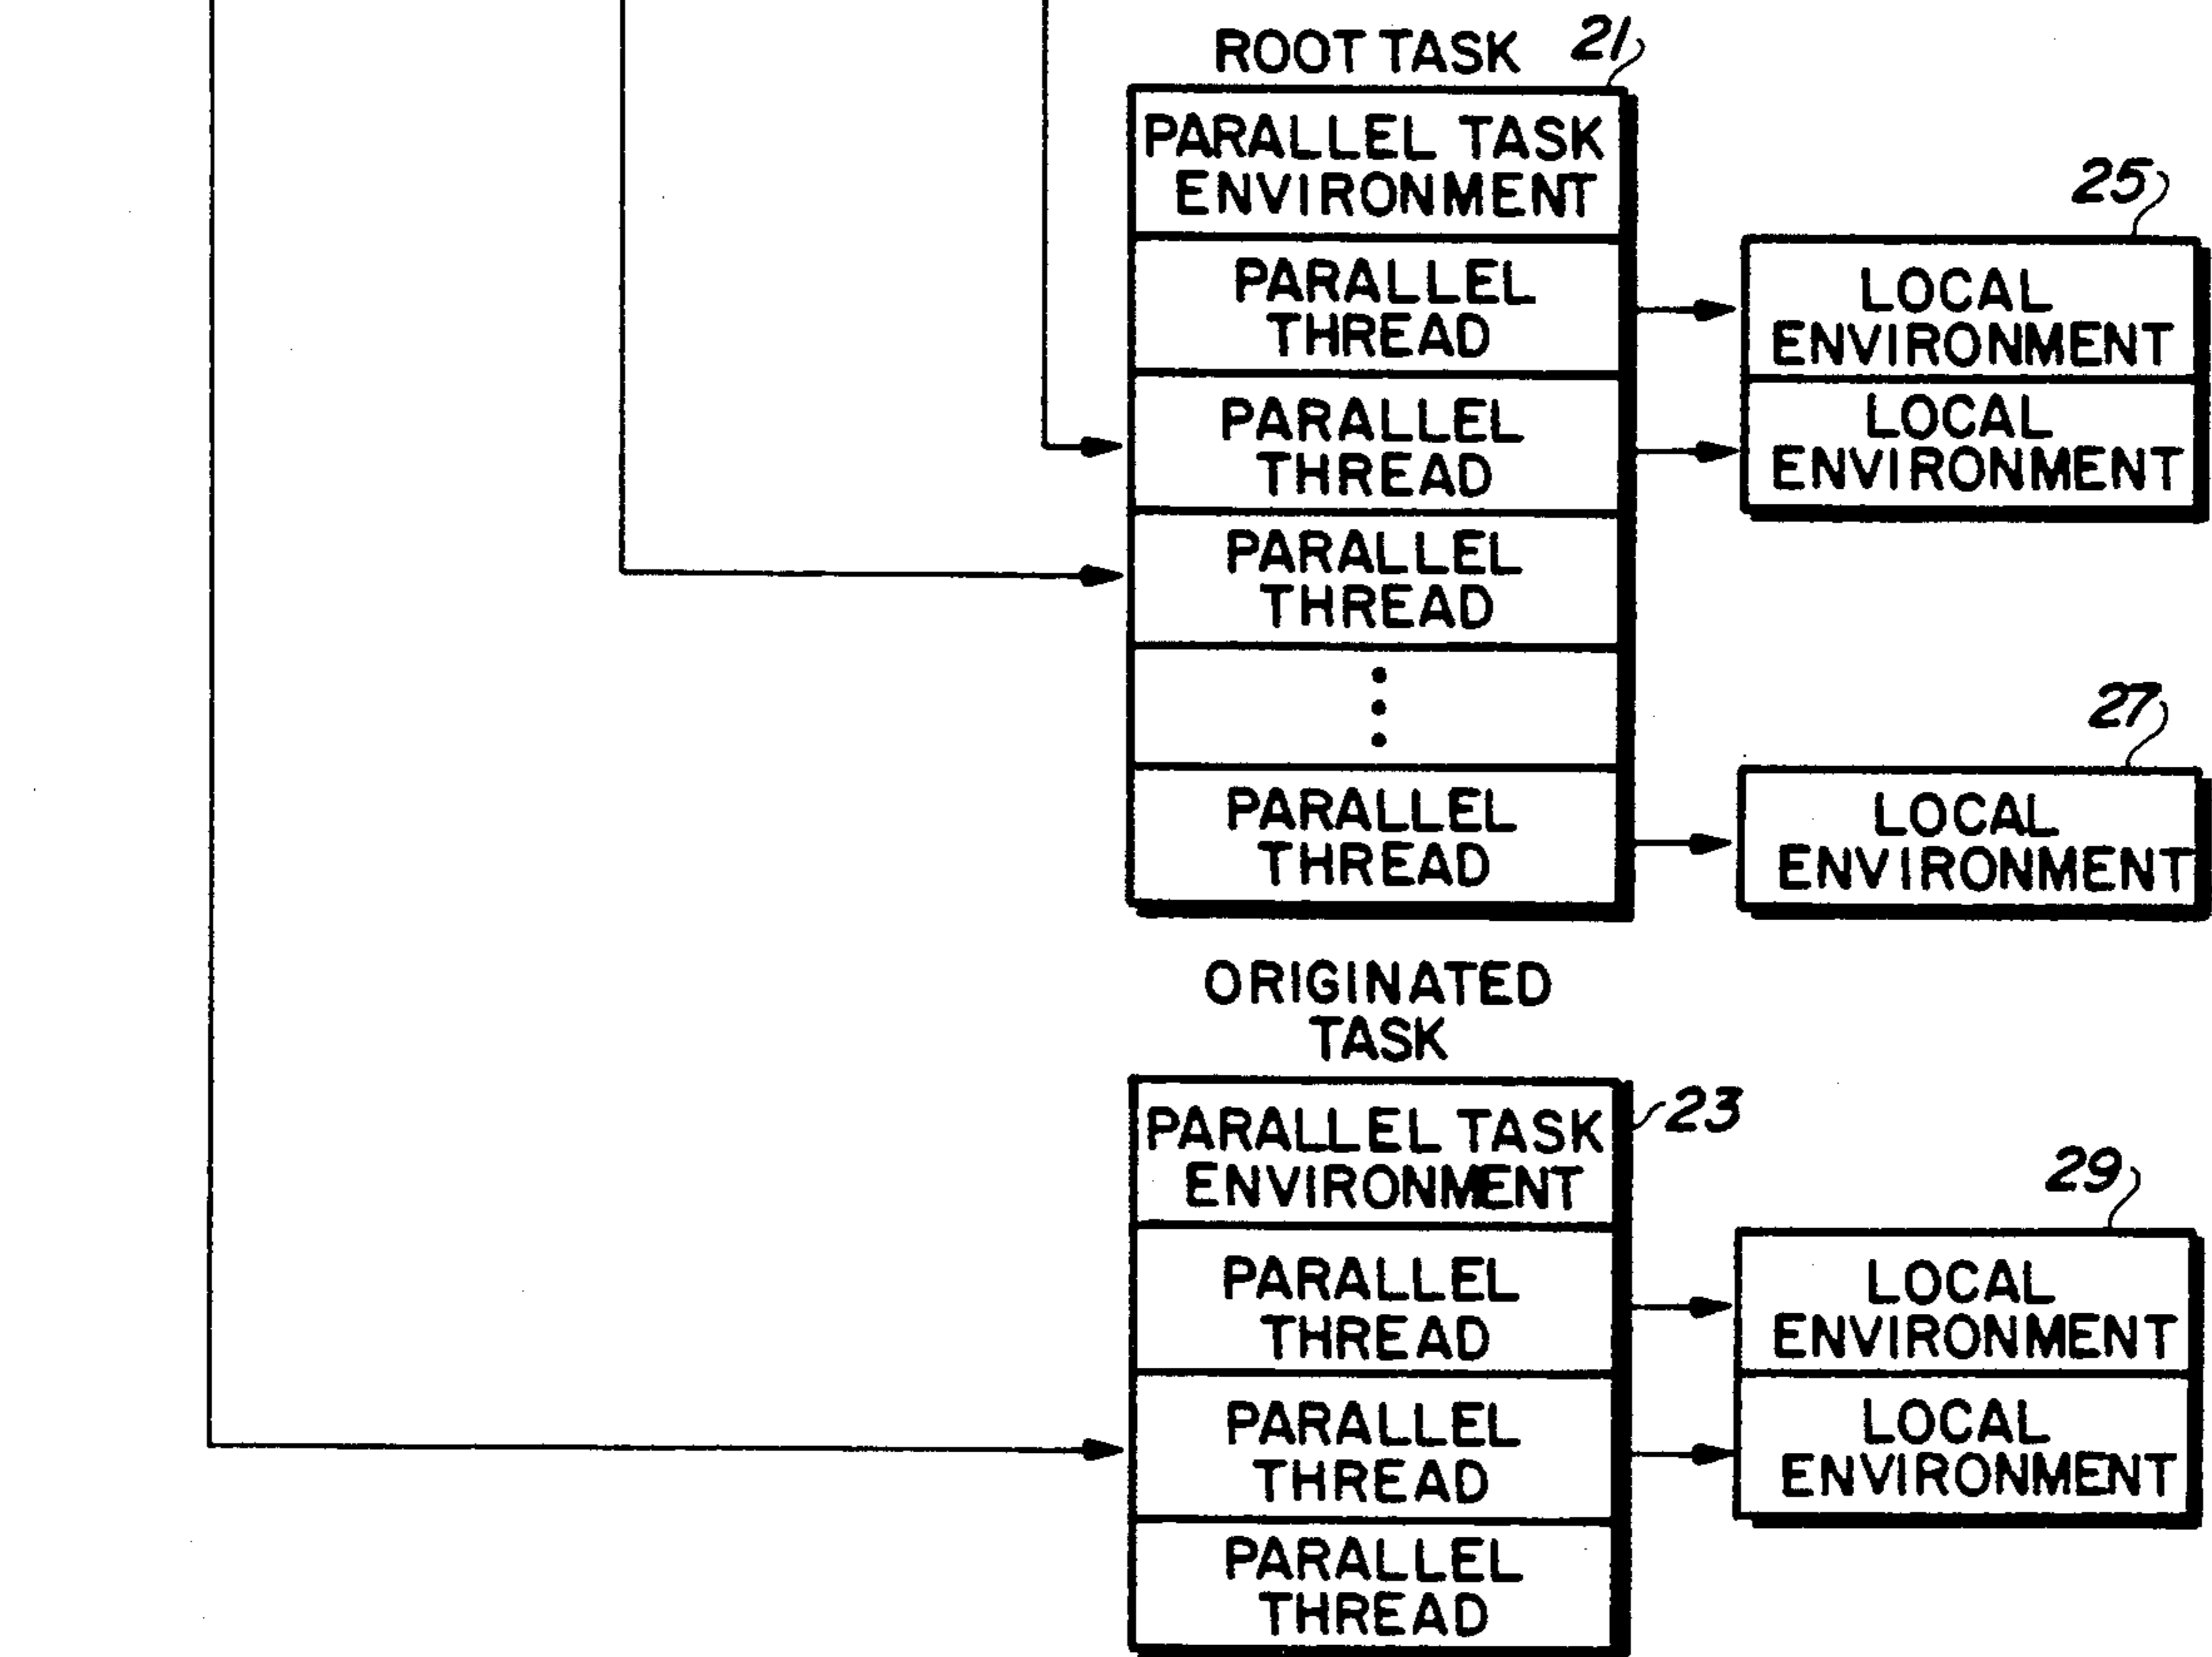 ROOT TASK 21
PARALLEL TASK
ENVIRONMENT
PARALLEL
THREAD
PARALLEL
THREAD
PARALLEL
THREAD
PARALLEL
THREAD
25
LOCAL
ENVIRONMENT
LOCAL
ENVIRONMENT
27
LOCAL
ENVIRONMENT
ORIGINATED
TASK
23
PARALLEL TASK
ENVIRONMENT
PARALLEL
THREAD
PARALLEL
THREAD
PARALLEL
THREAD
29
LOCAL
ENVIRONMENT
LOCAL
ENVIRONMENT